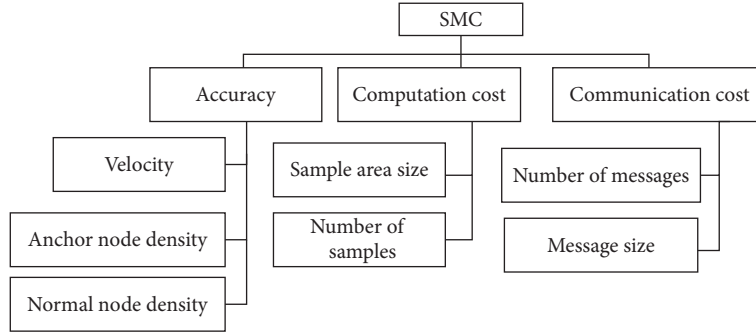 SMC
Accuracy
Computation cost
Communication cost
Velocity
Sample area size
Number of messages
Anchor node density
Number of
samples
Message size
Normal node density